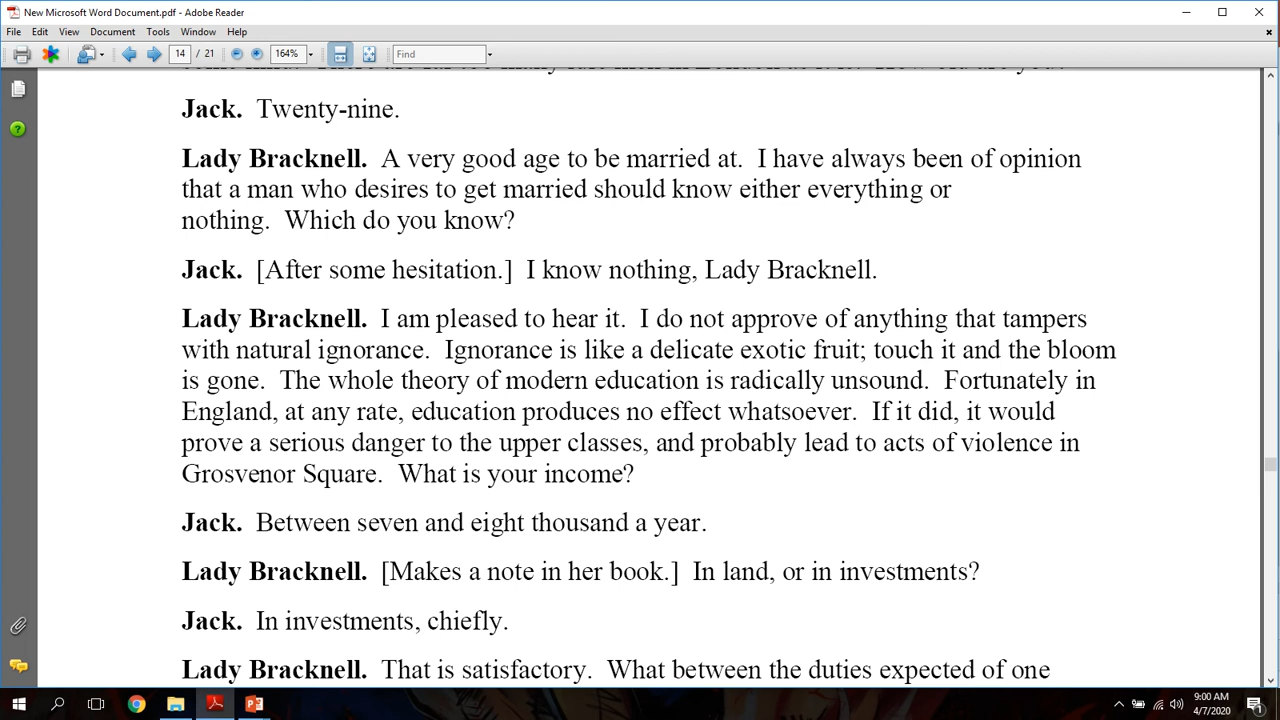 New Microsoft Word Document.pdf - Adobe Reader
File Edit View Document Tools Window Help
14 / 21 164% Find
Jack. Twenty-nine.
Lady Bracknell. A very good age to be married at. I have always been of opinion
that a man who desires to get married should know either everything or
nothing. Which do you know?
Jack. [After some hesitation.] I know nothing, Lady Bracknell.
Lady Bracknell. I am pleased to hear it. I do not approve of anything that tampers
with natural ignorance. Ignorance is like a delicate exotic fruit; touch it and the bloom
is gone. The whole theory of modern education is radically unsound. Fortunately in
England, at any rate, education produces no effect whatsoever. If it did, it would
prove a serious danger to the upper classes, and probably lead to acts of violence in
Grosvenor Square. What is your income?
Jack. Between seven and eight thousand a year.
Lady Bracknell. [Makes a note in her book.] In land, or in investments?
Jack. In investments, chiefly.
Lady Bracknell. That is satisfactory. What between the duties expected of one
9:00 AM
4/7/2020